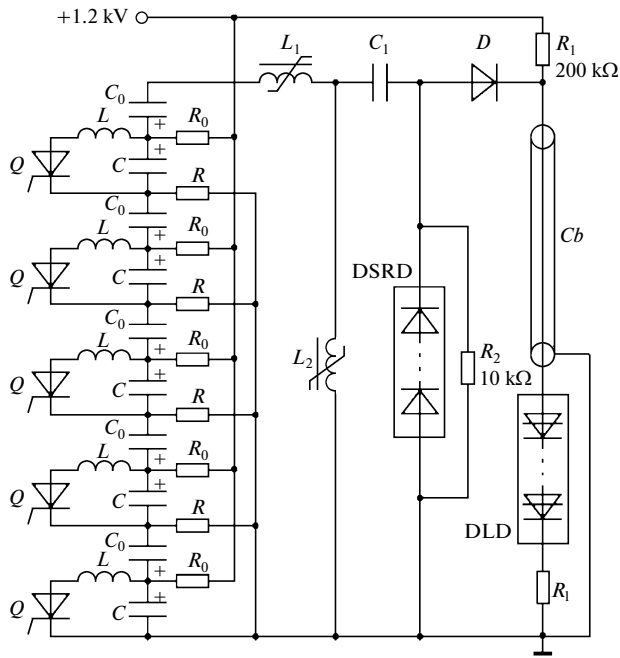 +1.2 kV
L₁
C₁
D
R₁
200 kΩ
C₀
L
+
R₀
Q
C
+
R
C₀
L
+
R₀
Q
C
+
R
Cb
DSRD
C₀
L
+
R₀
L₂
R₂
10 kΩ
Q
C
+
R
C₀
L
+
R₀
Q
C
+
R
DLD
C₀
L
+
R₀
Q
C
+
R₁